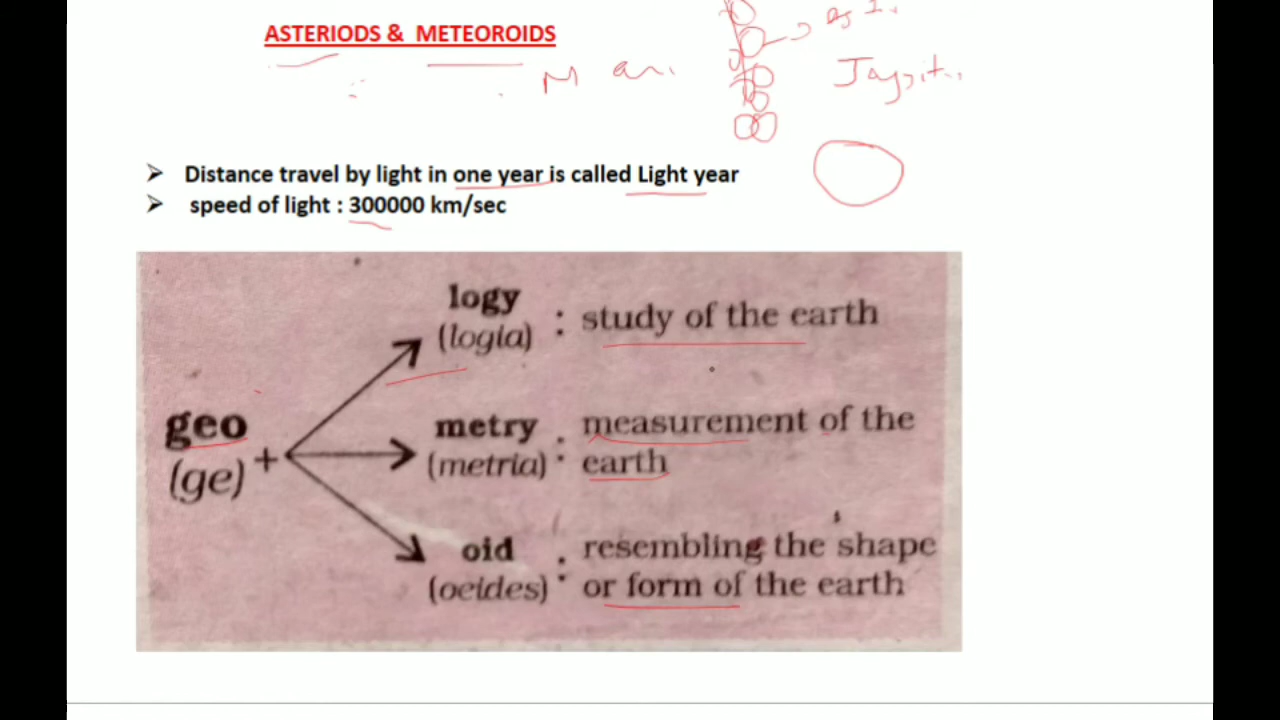 ASTERIODS & METEOROIDS
➤ Distance travel by light in one year is called Light year
➤ speed of light : 300000 km/sec
logy
(logia) : study of the earth
geo
(ge) +
metry : measurement of the
(metria) earth
oid : resembling the shape
(oeides) or form of the earth